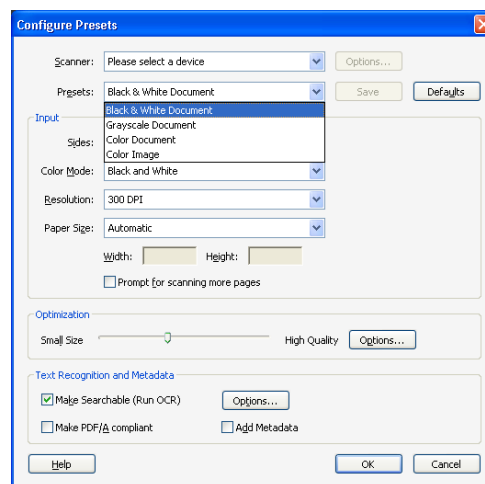 Configure Presets
Scanner: Please select a device Options...
Presets: Black & White Document Save Defaults
Black & White Document
Input
Grayscale Document
Sides:
Color Document
Color Image
Color Mode: Black and White
Resolution: 300 DPI
Paper Size: Automatic
Width: Height:
Prompt for scanning more pages
Optimization
Small Size High Quality Options...
Text Recognition and Metadata
Make Searchable (Run OCR) Options...
Make PDF/A compliant Add Metadata
Help OK Cancel